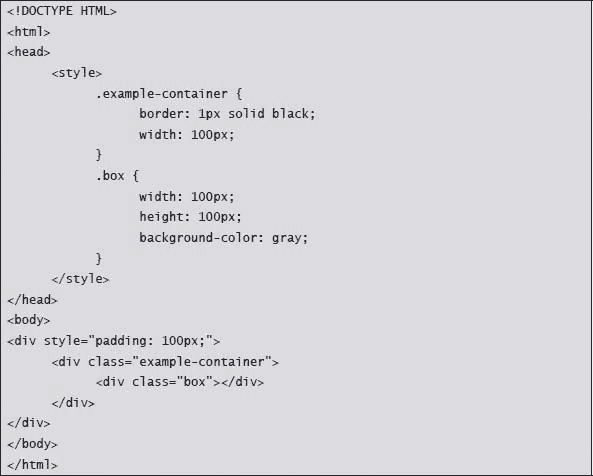 <!DOCTYPE HTML>
<html>
<head>
      <style>
            .example-container {
                  border: 1px solid black;
                  width: 100px;
            }
            .box {
                  width: 100px;
                  height: 100px;
                  background-color: gray;
            }
      </style>
</head>
<body>
<div style="padding: 100px;">
      <div class="example-container">
            <div class="box"></div>
      </div>
</div>
</body>
</html>